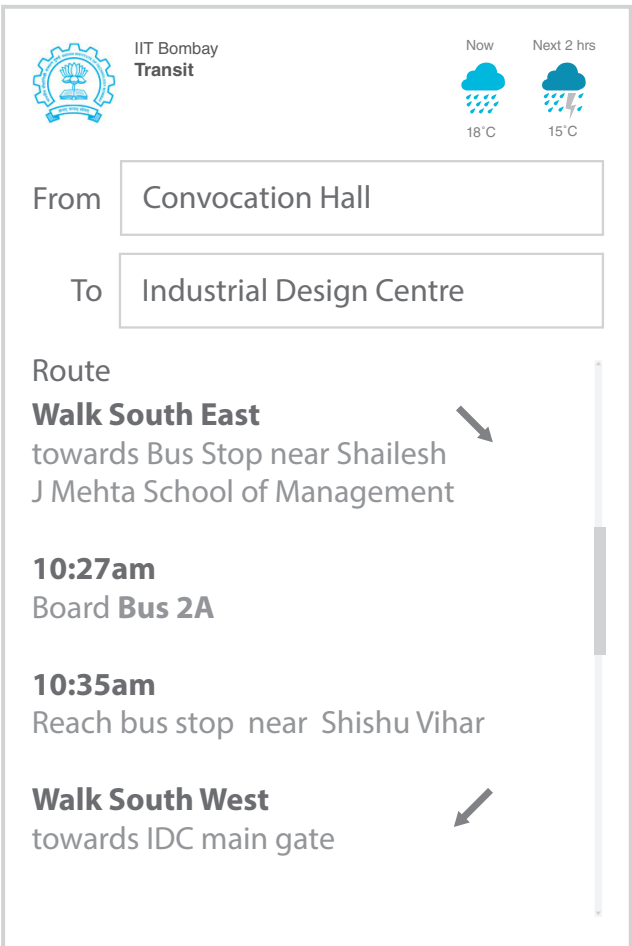 IIT Bombay
Transit
Now
Next 2 hrs
18°C
15°C
From
Convocation Hall
To
Industrial Design Centre
Route
Walk South East
towards Bus Stop near Shailesh
J Mehta School of Management
10:27am
Board Bus 2A
10:35am
Reach bus stop near Shishu Vihar
Walk South West
towards IDC main gate